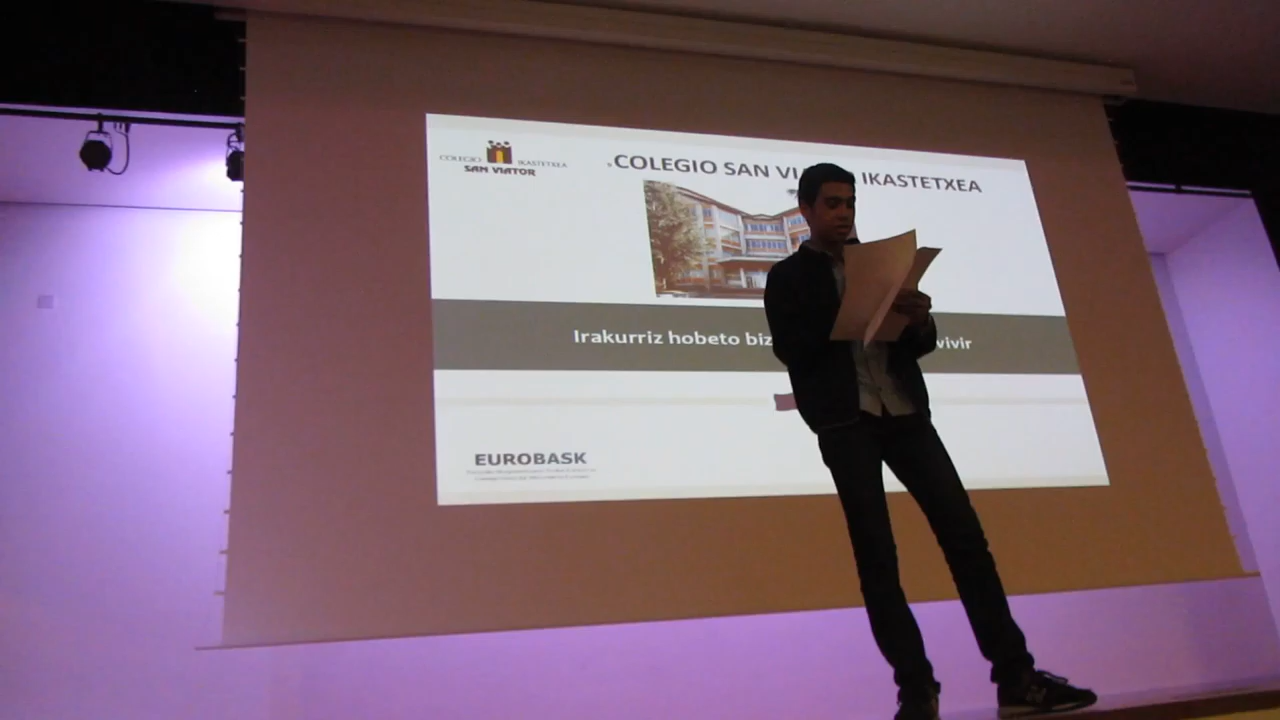 COLEGIO IKASTETXEA
SAN VIATOR
COLEGIO SAN VI IKASTETXEA
Irakurriz hobeto biz vivir
EUROBASK